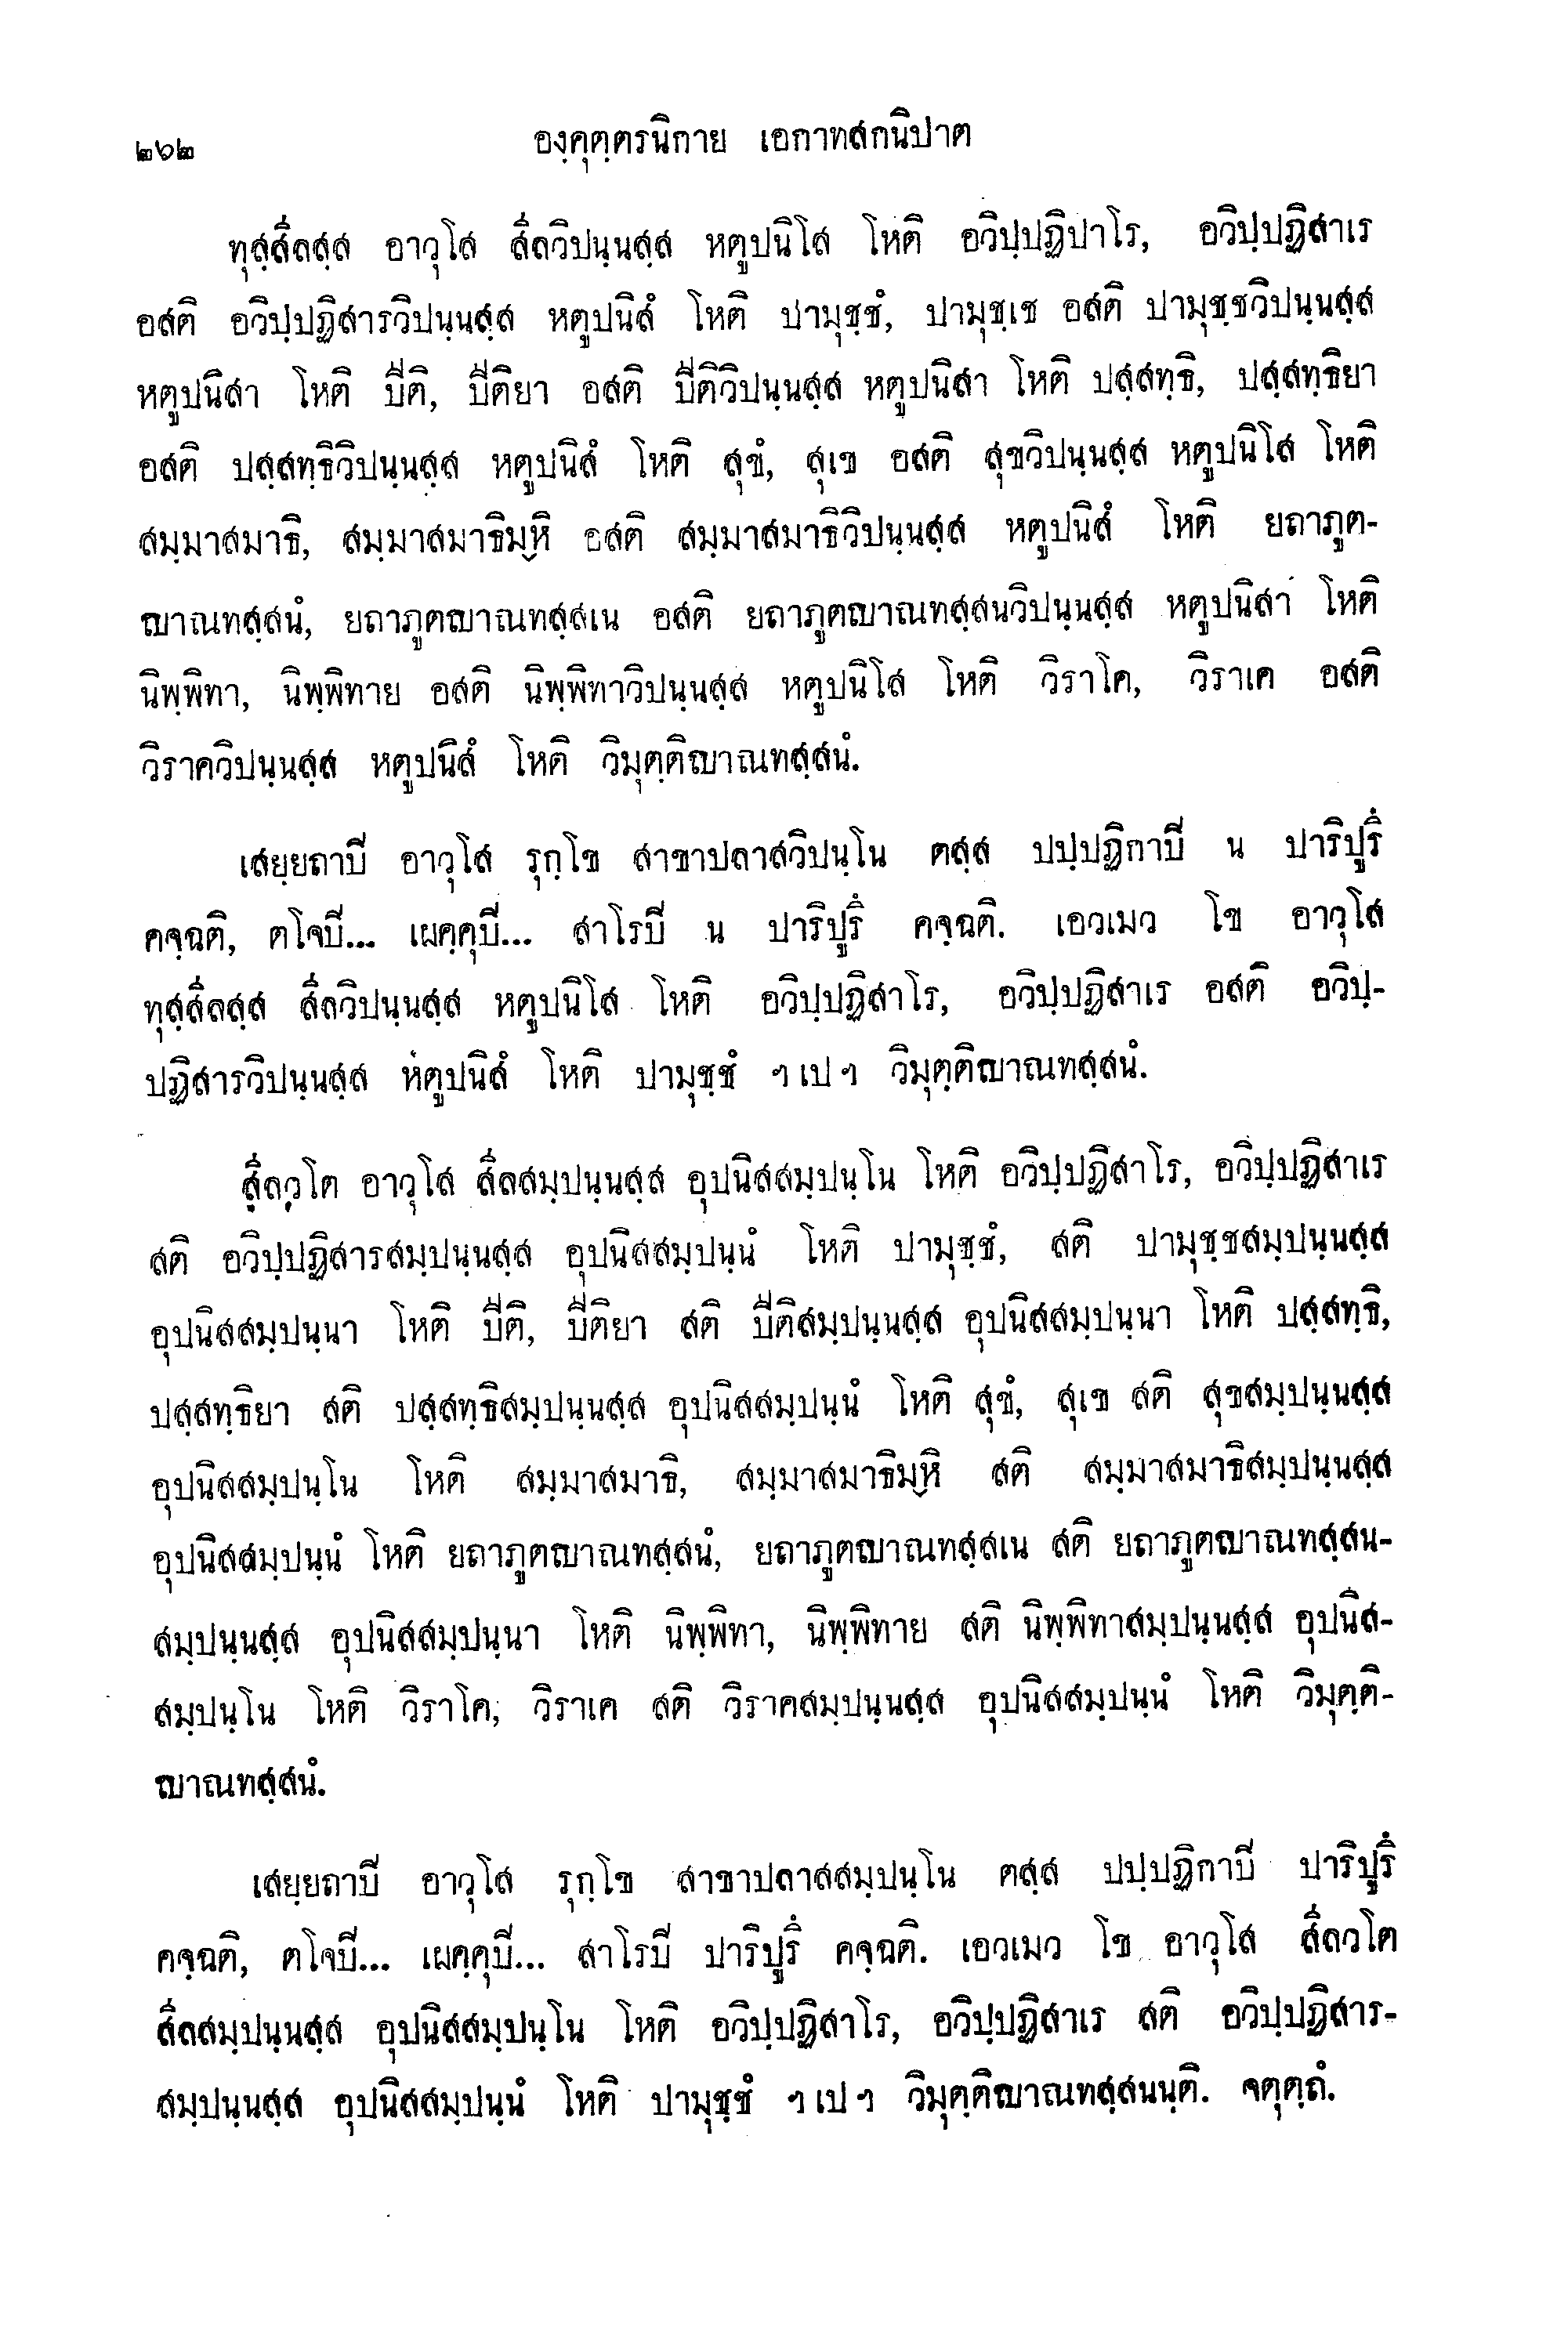 ๒๖๒ องฺคุตฺตรนิกาย เอกาทสกนิปาต
ทุสฺสีลสฺส อาวุโส สีลวิปนฺนสฺส หตูปนิโส โหติ อวิปฺปฏิปาโร, อวิปฺปฏิสาเร
อสติ อวิปฺปฏิสารวิปนฺนสฺส หตูปนิสํ โหติ ปามุชฺชํ, ปามุชฺเช อสติ ปามุชฺชวิปนฺนสฺส
หตูปนิสา โหติ ปีติ, ปีติยา อสติ ปีติวิปนฺนสฺส หตูปนิสา โหติ ปสฺสทฺธิ, ปสฺสทฺธิยา
อสติ ปสฺสทฺธิวิปนฺนสฺส หตูปนิสํ โหติ สุขํ, สุเข อสติ สุขวิปนฺนสฺส หตูปนิโส โหติ
สมฺมาสมาธิ, สมฺมาสมาธิมฺหิ อสติ สมฺมาสมาธิวิปนฺนสฺส หตูปนิสํ โหติ ยถาภูต-
ญาณทสฺสนํ, ยถาภูตญาณทสฺสเน อสติ ยถาภูตญาณทสฺสนวิปนฺนสฺส หตูปนิสา โหติ
นิพฺพิทา, นิพฺพิทาย อสติ นิพฺพิทาวิปนฺนสฺส หตูปนิโส โหติ วิราโค, วิราเค อสติ
วิราควิปนฺนสฺส หตูปนิสํ โหติ วิมุตฺติญาณทสฺสนํ.
เสยฺยถาปี อาวุโส รุกฺโข สาขาปลาสวิปนฺโน ตสฺส ปปฺปฏิกาปี น ปาริปูรึ
คจฺฉติ, ตโจปี... เผคฺคุปี... สาโรปี น ปาริปูรึ คจฺฉติ. เอวเมว โข อาวุโส
ทุสฺสีลสฺส สีลวิปนฺนสฺส หตูปนิโส โหติ อวิปฺปฏิสาโร, อวิปฺปฏิสาเร อสติ อวิปฺ-
ปฏิสารวิปนฺนสฺส หตูปนิสํ โหติ ปามุชฺชํ ฯ เป ฯ วิมุตฺติญาณทสฺสนํ.
สีลวโต อาวุโส สีลสมฺปนฺนสฺส อุปนิสสมฺปนฺโน โหติ อวิปฺปฏิสาโร, อวิปฺปฏิสาเร
สติ อวิปฺปฏิสารสมฺปนฺนสฺส อุปนิสสมฺปนฺนํ โหติ ปามุชฺชํ, สติ ปามุชฺชสมฺปนฺนสฺส
อุปนิสสมฺปนฺนา โหติ ปีติ, ปีติยา สติ ปีติสมฺปนฺนสฺส อุปนิสสมฺปนฺนา โหติ ปสฺสทฺธิ,
ปสฺสทฺธิยา สติ ปสฺสทฺธิสมฺปนฺนสฺส อุปนิสสมฺปนฺนํ โหติ สุขํ, สุเข สติ สุขสมฺปนฺนสฺส
อุปนิสสมฺปนฺโน โหติ สมฺมาสมาธิ, สมฺมาสมาธิมฺหิ สติ สมฺมาสมาธิสมฺปนฺนสฺส
อุปนิสสมฺปนฺนํ โหติ ยถาภูตญาณทสฺสนํ, ยถาภูตญาณทสฺสเน สติ ยถาภูตญาณทสฺสน-
สมฺปนฺนสฺส อุปนิสสมฺปนฺนา โหติ นิพฺพิทา, นิพฺพิทาย สติ นิพฺพิทาสมฺปนฺนสฺส อุปนิส-
สมฺปนฺโน โหติ วิราโค, วิราเค สติ วิราคสมฺปนฺนสฺส อุปนิสสมฺปนฺนํ โหติ วิมุตฺติ-
ญาณทสฺสนํ.
เสยฺยถาปี อาวุโส รุกฺโข สาขาปลาสสมฺปนฺโน ตสฺส ปปฺปฏิกาปี ปาริปูรึ
คจฺฉติ, ตโจปี... เผคฺคุปี... สาโรปี ปาริปูรึ คจฺฉติ. เอวเมว โข อาวุโส สีลวโต
สีลสมฺปนฺนสฺส อุปนิสสมฺปนฺโน โหติ อวิปฺปฏิสาโร, อวิปฺปฏิสาเร สติ อวิปฺปฏิสาร-
สมฺปนฺนสฺส อุปนิสสมฺปนฺนํ โหติ ปามุชฺชํ ฯ เป ฯ วิมุตฺติญาณทสฺสนนฺติ. จตุตฺถํ.